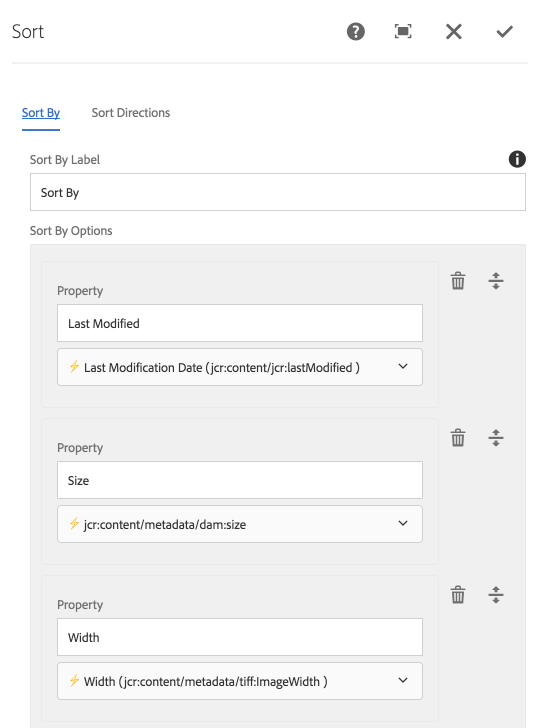 Sort
Sort By Sort Directions
Sort By Label
Sort By
Sort By Options
Property
Last Modified
⚡ Last Modification Date (jcr:content/jcr:lastModified )
Property
Size
⚡ jcr:content/metadata/dam:size
Property
Width
⚡ Width (jcr:content/metadata/tiff:ImageWidth )